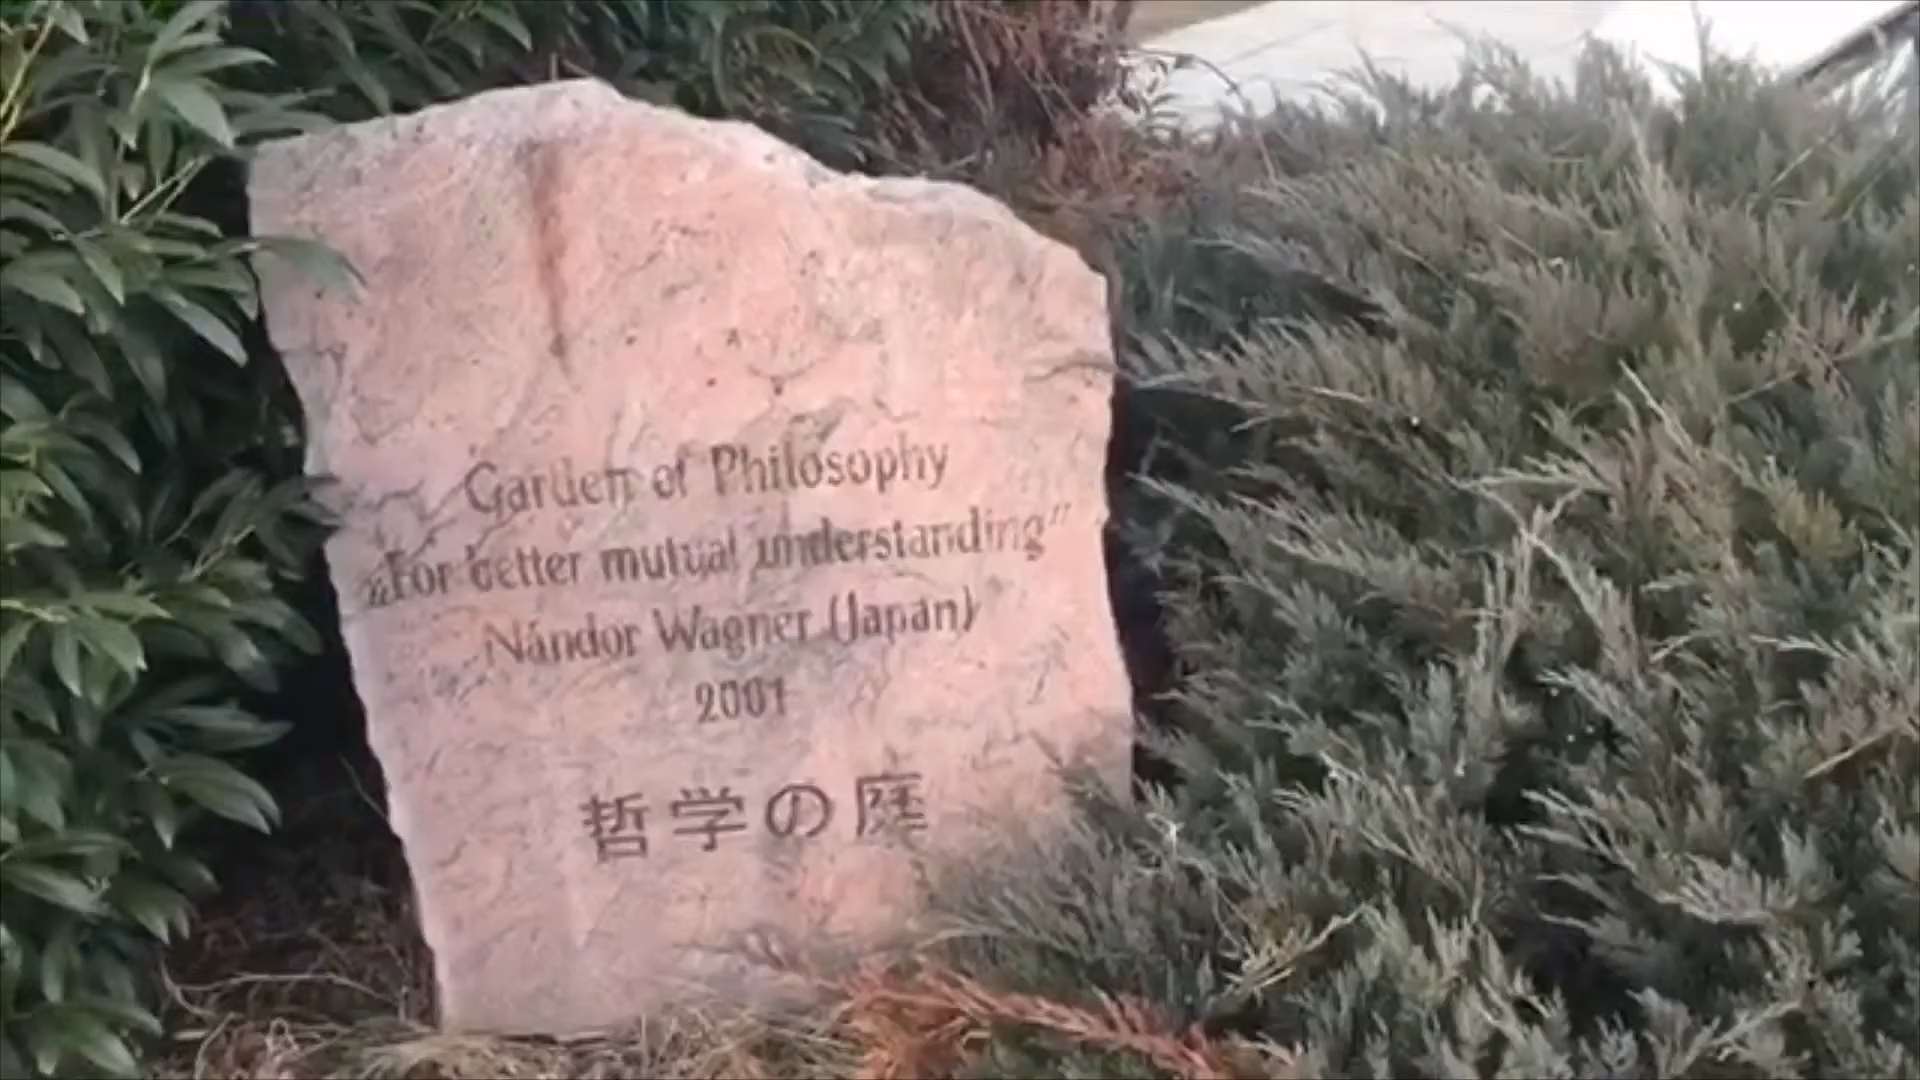 Garden of Philosophy
„For better mutual understanding”
Nándor Wagner (Japan)
2001
哲学の庭